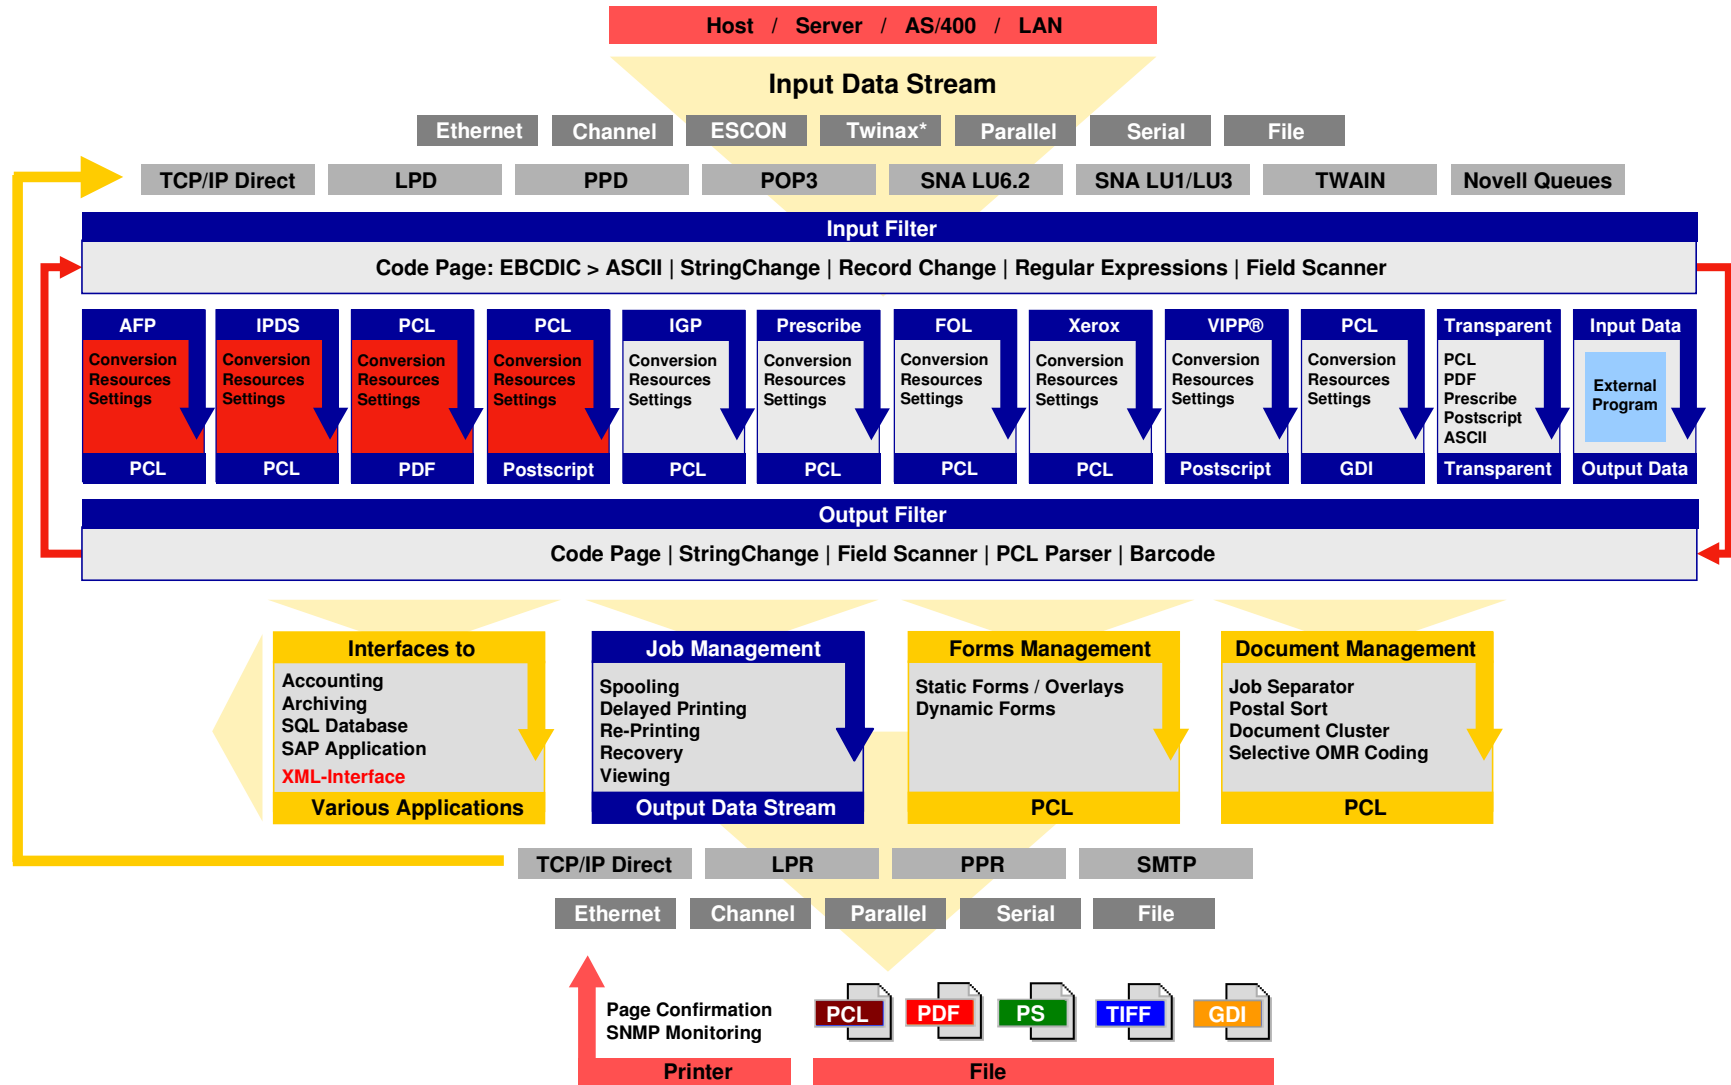 Host / Server / AS/400 / LAN
Input Data Stream
Ethernet Channel ESCON Twinax* Parallel Serial File
TCP/IP Direct LPD PPD POP3 SNA LU6.2 SNA LU1/LU3 TWAIN Novell Queues
Input Filter
Code Page: EBCDIC > ASCII | StringChange | Record Change | Regular Expressions | Field Scanner
AFP
Conversion
Resources
Settings
PCL
IPDS
Conversion
Resources
Settings
PCL
PCL
Conversion
Resources
Settings
PDF
PCL
Conversion
Resources
Settings
Postscript
IGP
Conversion
Resources
Settings
PCL
Prescribe
Conversion
Resources
Settings
PCL
FOL
Conversion
Resources
Settings
PCL
Xerox
Conversion
Resources
Settings
PCL
VIPP®
Conversion
Resources
Settings
Postscript
PCL
Conversion
Resources
Settings
GDI
Transparent
PCL
PDF
Prescribe
Postscript
ASCII
Transparent
Input Data
External
Program
Output Data
Output Filter
Code Page | StringChange | Field Scanner | PCL Parser | Barcode
Interfaces to
Accounting
Archiving
SQL Database
SAP Application
XML-Interface
Various Applications
Job Management
Spooling
Delayed Printing
Re-Printing
Recovery
Viewing
Output Data Stream
Forms Management
Static Forms / Overlays
Dynamic Forms
PCL
Document Management
Job Separator
Postal Sort
Document Cluster
Selective OMR Coding
PCL
TCP/IP Direct LPR PPR SMTP
Ethernet Channel Parallel Serial File
Page Confirmation
SNMP Monitoring
Printer
PCL PDF PS TIFF GDI
File